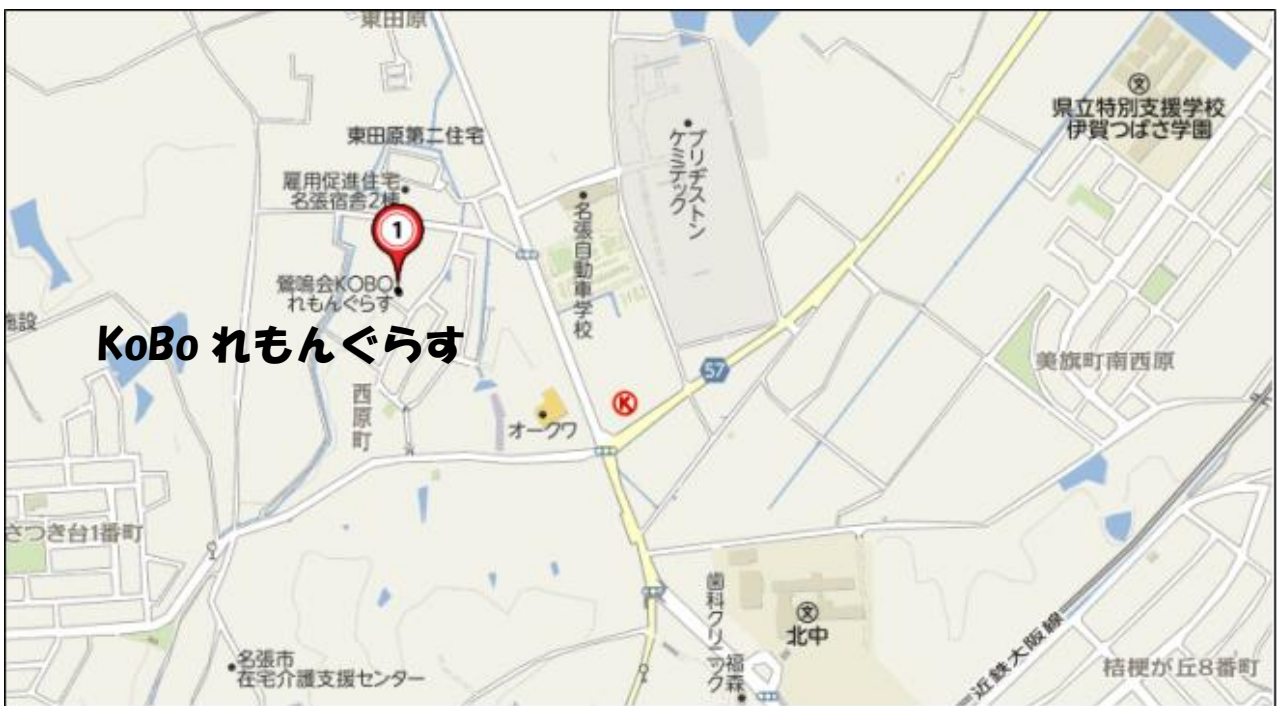 東田原
東田原第二住宅
雇用促進住宅
名張宿舎2棟
1
鶯鳴会KOBO
れもんぐらす
施設
KoBo れもんぐらす
西原町
オークワ
K
57
名張自動車学校
ブリヂストン
ケミテック
文
県立特別支援学校
伊賀つばさ学園
美旗町南西原
さつき台1番町
名張市
在宅介護支援センター
福森
歯科クリニック
文
北中
近鉄大阪線
桔梗が丘8番町